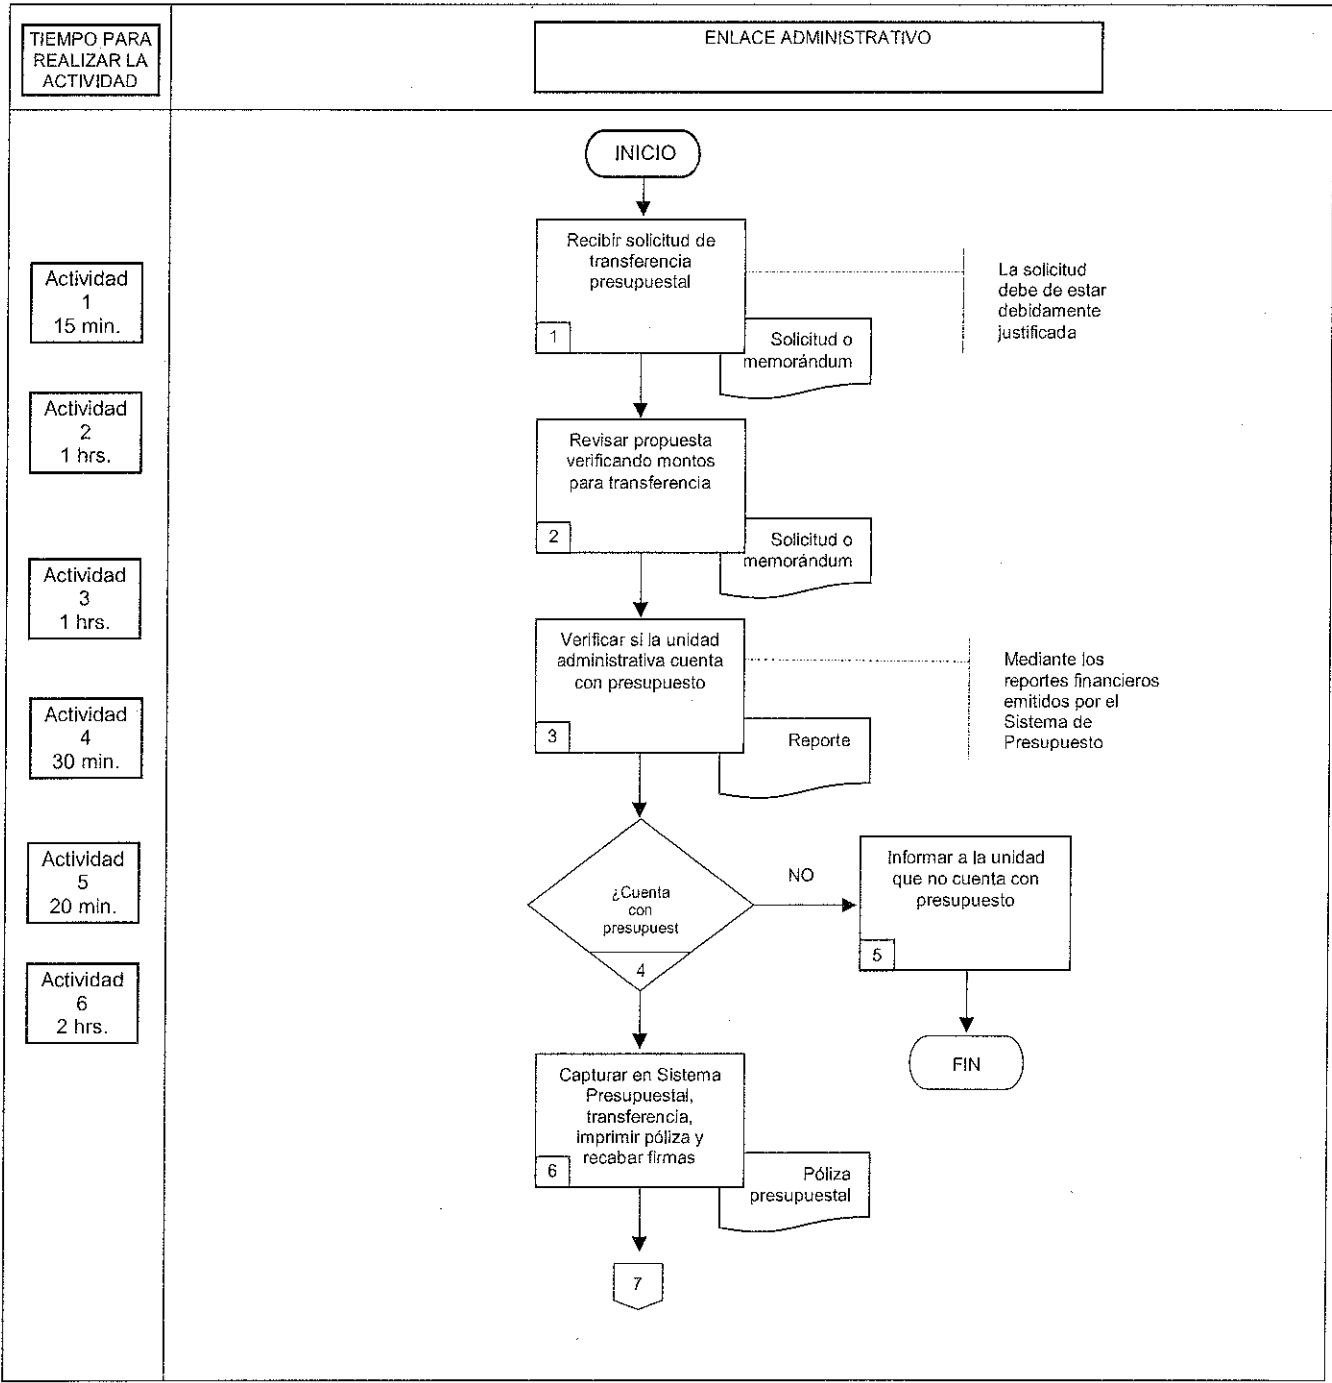 TIEMPO PARA
REALIZAR LA
ACTIVIDAD
ENLACE ADMINISTRATIVO
INICIO
Recibir solicitud de
transferencia
presupuestal
1
Solicitud o
memorándum
La solicitud
debe de estar
debidamente
justificada
Actividad
1
15 min.
Actividad
2
1 hrs.
Revisar propuesta
verificando montos
para transferencia
2
Solicitud o
memorándum
Actividad
3
1 hrs.
Verificar si la unidad
administrativa cuenta
con presupuesto
3
Reporte
Mediante los
reportes financieros
emitidos por el
Sistema de
Presupuesto
Actividad
4
30 min.
¿Cuenta
con
presupuest
4
NO
Informar a la unidad
que no cuenta con
presupuesto
5
Actividad
5
20 min.
Actividad
6
2 hrs.
FIN
Capturar en Sistema
Presupuestal,
transferencia,
imprimir póliza y
recabar firmas
6
Póliza
presupuestal
7